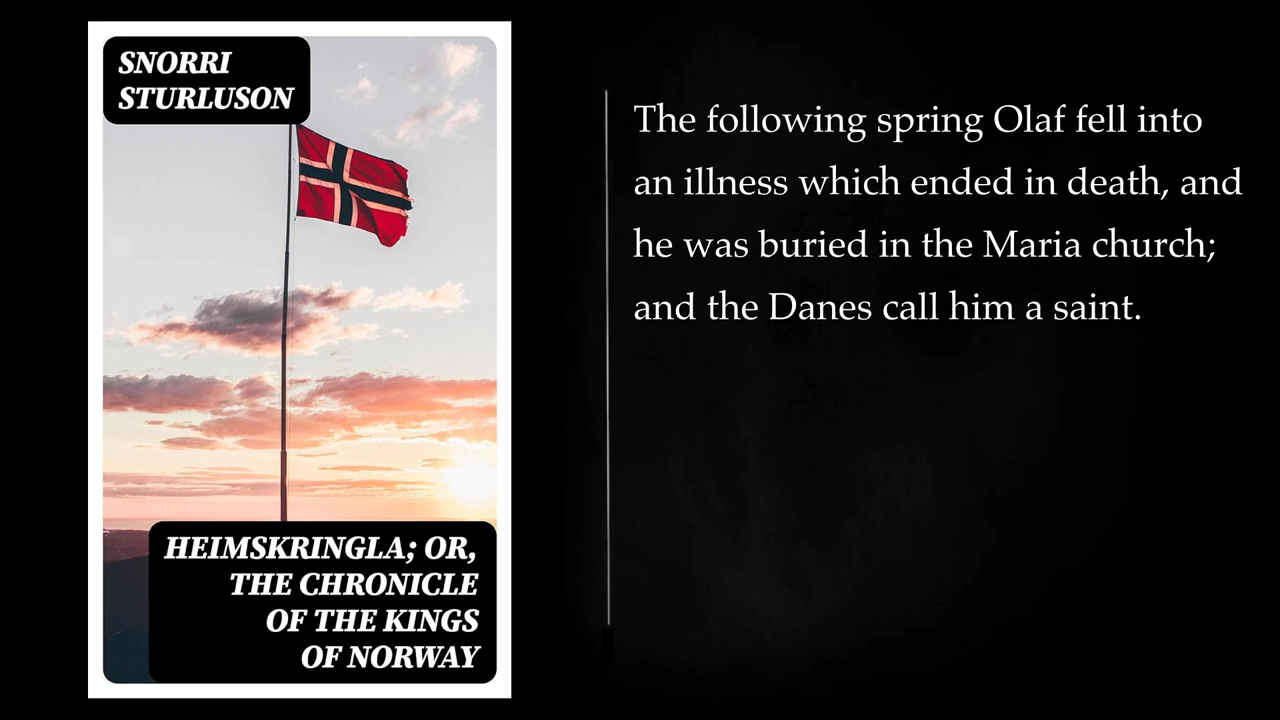 SNORRI
STURLUSON
HEIMSKRINGLA; OR,
THE CHRONICLE
OF THE KINGS
OF NORWAY
The following spring Olaf fell into
an illness which ended in death, and
he was buried in the Maria church;
and the Danes call him a saint.